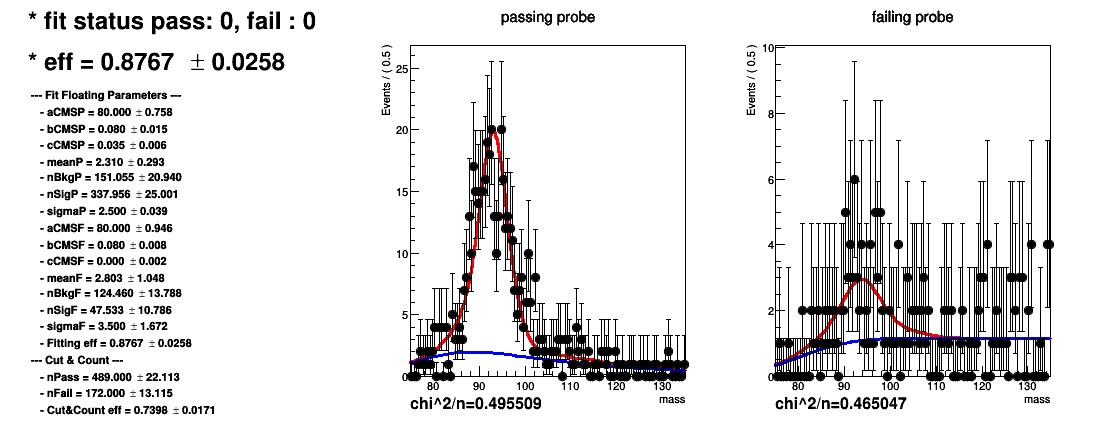 * fit status pass: 0, fail : 0
* eff = 0.8767 ± 0.0258
--- Fit Floating Parameters ---
- aCMSP = 80.000 ± 0.758
- bCMSP = 0.080 ± 0.015
- cCMSP = 0.035 ± 0.006
- meanP = 2.310 ± 0.293
- nBkgP = 151.055 ± 20.940
- nSigP = 337.956 ± 25.001
- sigmaP = 2.500 ± 0.039
- aCMSF = 80.000 ± 0.946
- bCMSF = 0.080 ± 0.008
- cCMSF = 0.000 ± 0.002
- meanF = 2.803 ± 1.048
- nBkgF = 124.460 ± 13.788
- nSigF = 47.533 ± 10.786
- sigmaF = 3.500 ± 1.672
- Fitting eff = 0.8767 ± 0.0258
--- Cut & Count ---
- nPass = 489.000 ± 22.113
- nFail = 172.000 ± 13.115
- Cut&Count eff = 0.7398 ± 0.0171
passing probe
Events / ( 0.5 )
25
20
15
10
5
0
80 90 100 110 120 130
mass
chi^2/n=0.495509
failing probe
Events / ( 0.5 )
10
8
6
4
2
0
80 90 100 110 120 130
mass
chi^2/n=0.465047